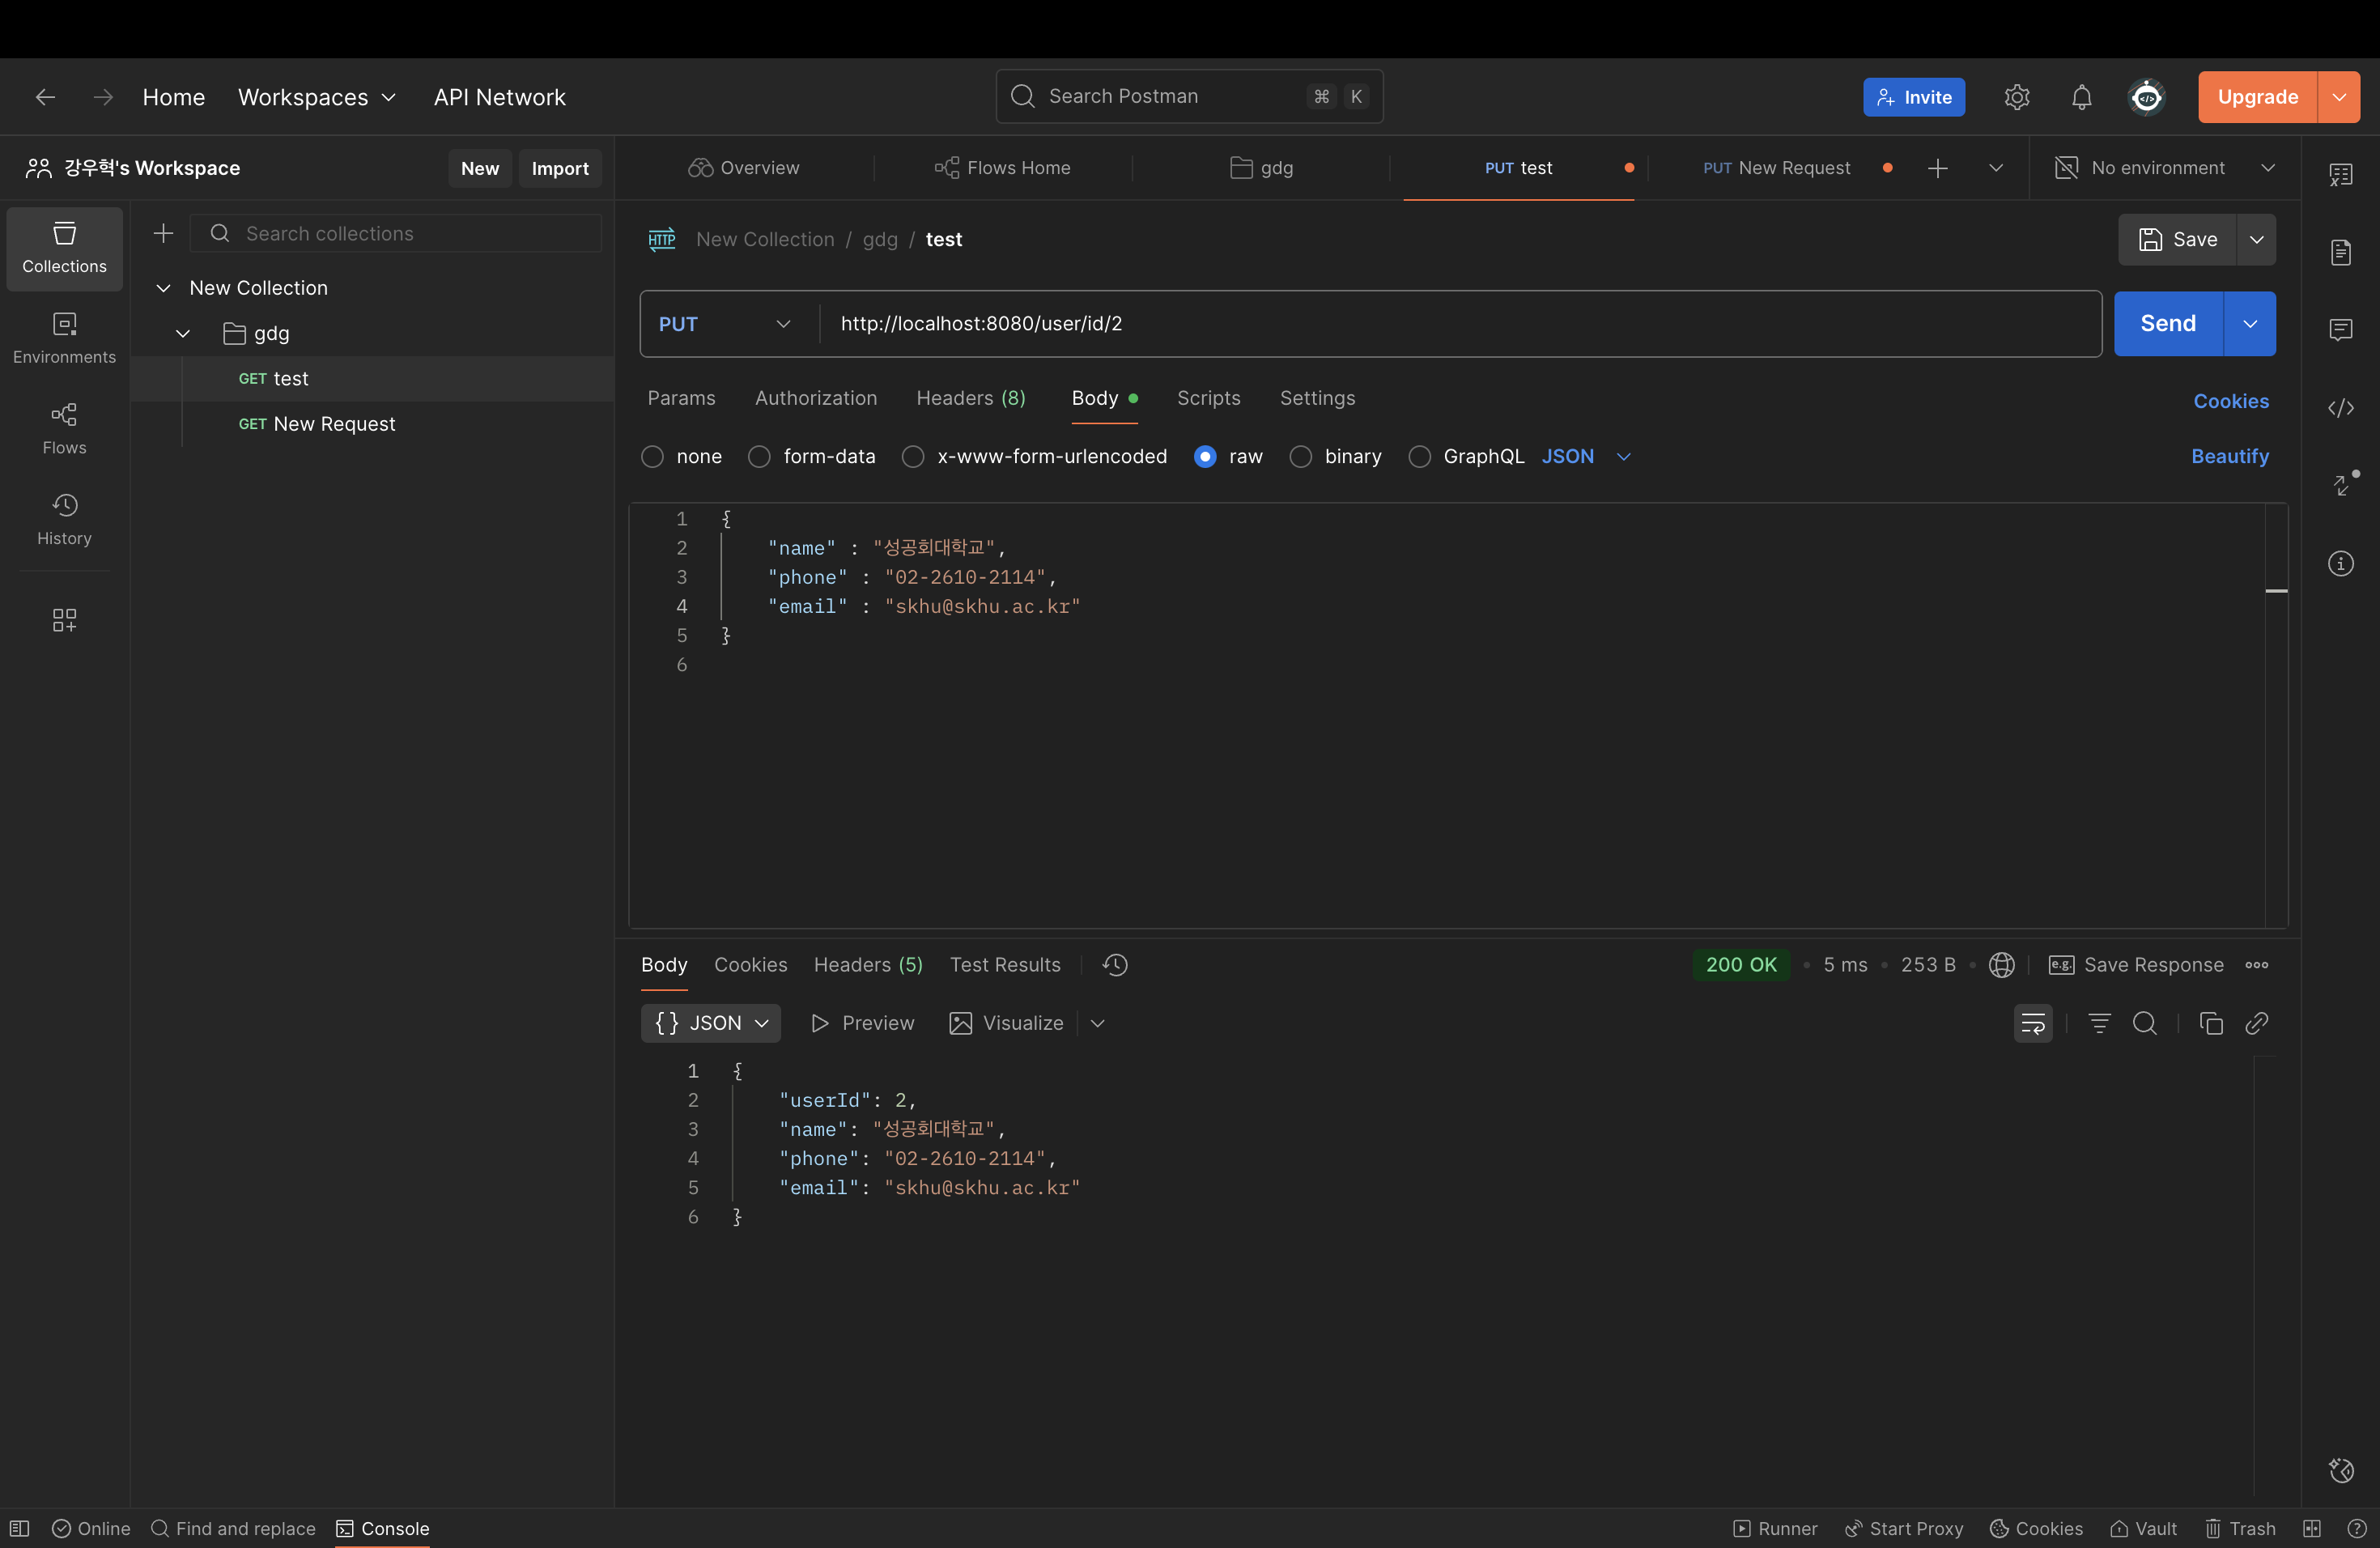 Home Workspaces API Network Search Postman ⌘ K Invite Upgrade
강우혁's Workspace New Import Overview Flows Home gdg PUT test PUT New Request No environment
Collections
Environments
Flows
History
Search collections
New Collection
gdg
GET test
GET New Request
HTTP New Collection / gdg / test Save
PUT http://localhost:8080/user/id/2 Send
Params Authorization Headers (8) Body Scripts Settings Cookies
none form-data x-www-form-urlencoded raw binary GraphQL JSON Beautify
1 {
2 "name" : "성공회대학교",
3 "phone" : "02-2610-2114",
4 "email" : "skhu@skhu.ac.kr"
5 }
6
Body Cookies Headers (5) Test Results 200 OK • 5 ms • 253 B • e.g. Save Response
{} JSON Preview Visualize
1 {
2 "userId": 2,
3 "name": "성공회대학교",
4 "phone": "02-2610-2114",
5 "email": "skhu@skhu.ac.kr"
6 }
Online Find and replace Console Runner Start Proxy Cookies Vault Trash